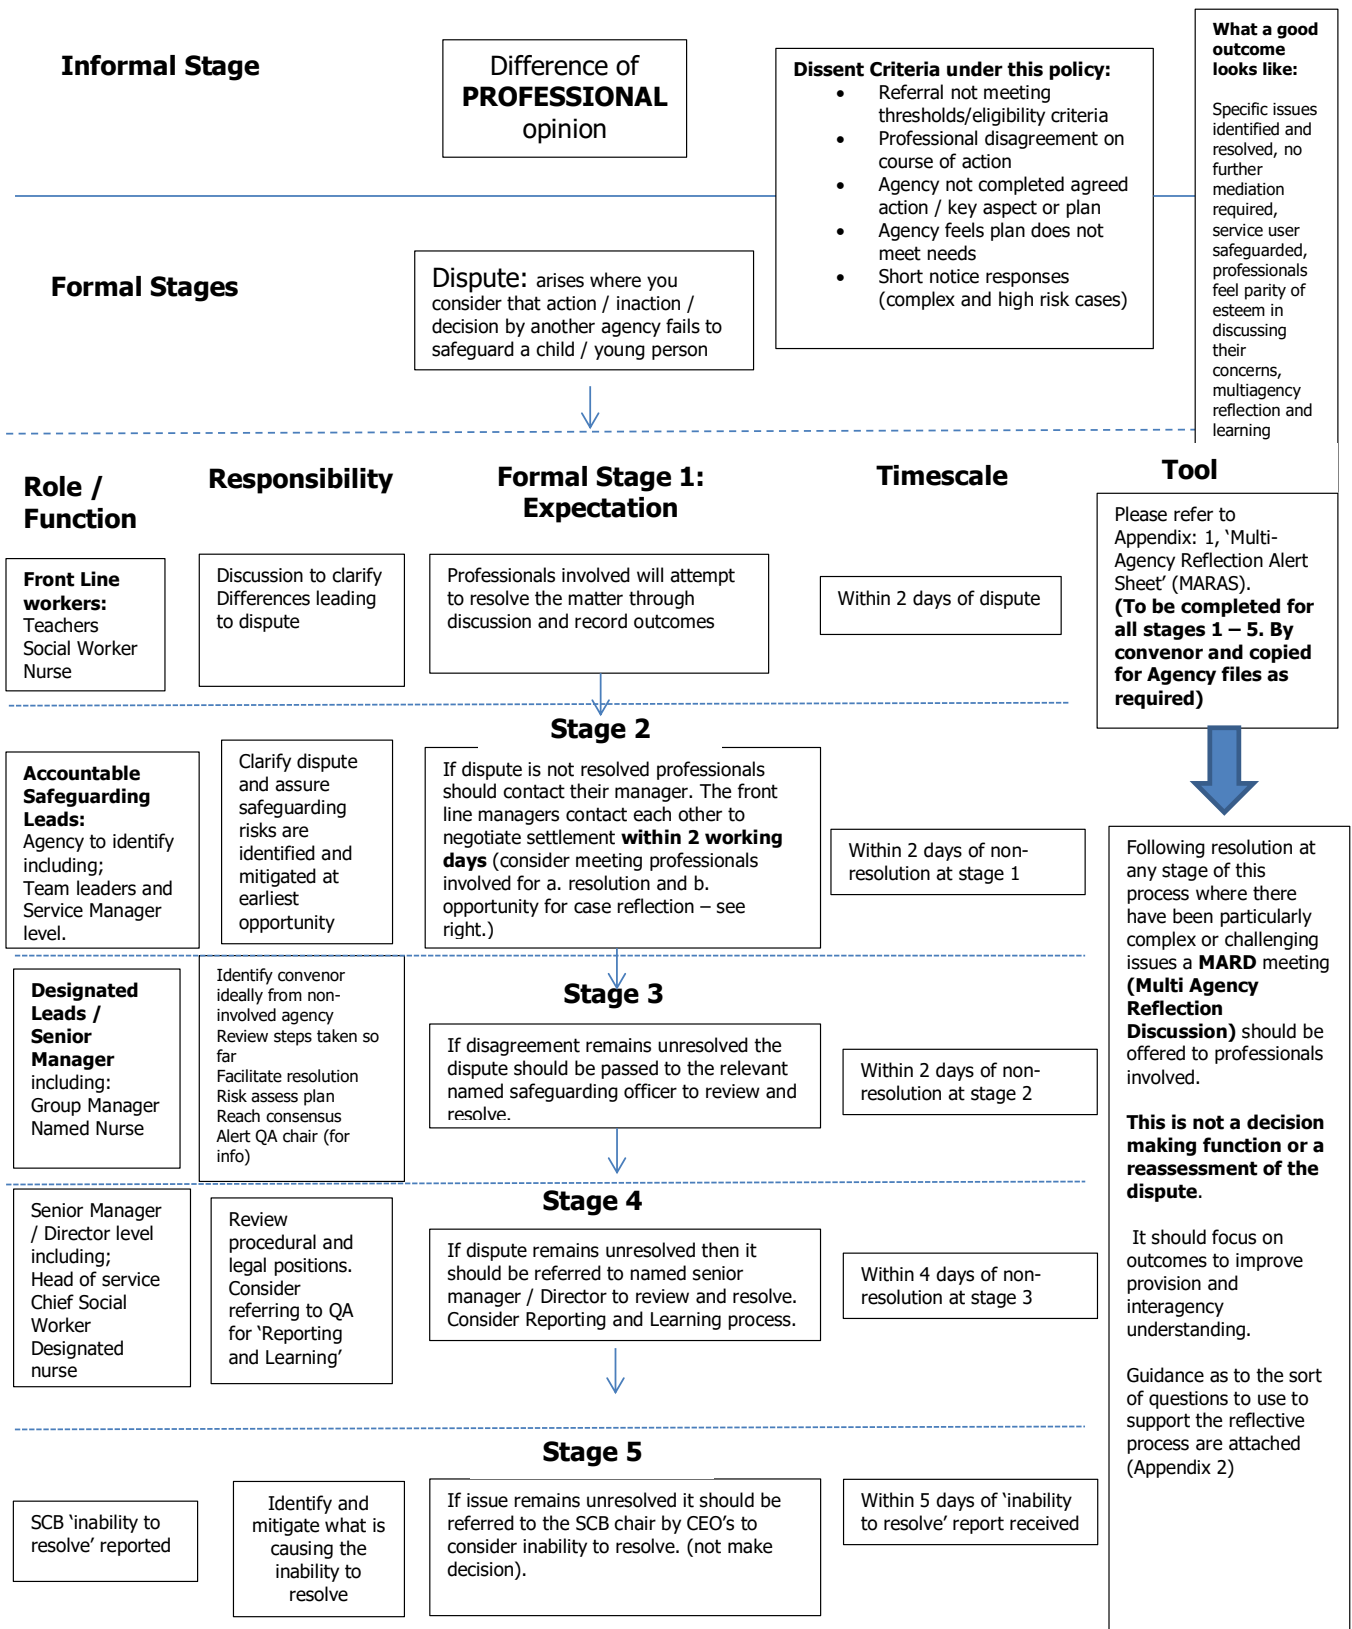 Informal Stage
Difference of
PROFESSIONAL
opinion
Dissent Criteria under this policy:
• Referral not meeting
thresholds/eligibility criteria
• Professional disagreement on
course of action
• Agency not completed agreed
action / key aspect or plan
• Agency feels plan does not
meet needs
• Short notice responses
(complex and high risk cases)
What a good
outcome
looks like:
Specific issues
identified and
resolved, no
further
mediation
required,
service user
safeguarded,
professionals
feel parity of
esteem in
discussing
their
concerns,
multiagency
reflection and
learning
Formal Stages
Dispute: arises where you
consider that action / inaction /
decision by another agency fails to
safeguard a child / young person
Role /
Function
Responsibility
Formal Stage 1:
Expectation
Timescale
Tool
Front Line
workers:
Teachers
Social Worker
Nurse
Discussion to clarify
Differences leading
to dispute
Professionals involved will attempt
to resolve the matter through
discussion and record outcomes
Within 2 days of dispute
Please refer to
Appendix: 1, ‘Multi-
Agency Reflection Alert
Sheet’ (MARAS).
(To be completed for
all stages 1 – 5. By
convenor and copied
for Agency files as
required)
Stage 2
Accountable
Safeguarding
Leads:
Agency to identify
including;
Team leaders and
Service Manager
level.
Clarify dispute
and assure
safeguarding
risks are
identified and
mitigated at
earliest
opportunity
If dispute is not resolved professionals
should contact their manager. The front
line managers contact each other to
negotiate settlement within 2 working
days (consider meeting professionals
involved for a. resolution and b.
opportunity for case reflection – see
right.)
Within 2 days of non-
resolution at stage 1
Following resolution at
any stage of this
process where there
have been particularly
complex or challenging
issues a MARD meeting
(Multi Agency
Reflection
Discussion) should be
offered to professionals
involved.
This is not a decision
making function or a
reassessment of the
dispute.
It should focus on
outcomes to improve
provision and
interagency
understanding.
Guidance as to the sort
of questions to use to
support the reflective
process are attached
(Appendix 2)
Stage 3
Designated
Leads /
Senior
Manager
including:
Group Manager
Named Nurse
Identify convenor
ideally from non-
involved agency
Review steps taken so
far
Facilitate resolution
Risk assess plan
Reach consensus
Alert QA chair (for
info)
If disagreement remains unresolved the
dispute should be passed to the relevant
named safeguarding officer to review and
resolve.
Within 2 days of non-
resolution at stage 2
Stage 4
Senior Manager
/ Director level
including;
Head of service
Chief Social
Worker
Designated
nurse
Review
procedural and
legal positions.
Consider
referring to QA
for ‘Reporting
and Learning’
If dispute remains unresolved then it
should be referred to named senior
manager / Director to review and resolve.
Consider Reporting and Learning process.
Within 4 days of non-
resolution at stage 3
Stage 5
SCB ‘inability to
resolve’ reported
Identify and
mitigate what is
causing the
inability to
resolve
If issue remains unresolved it should be
referred to the SCB chair by CEO’s to
consider inability to resolve. (not make
decision).
Within 5 days of ‘inability
to resolve’ report received